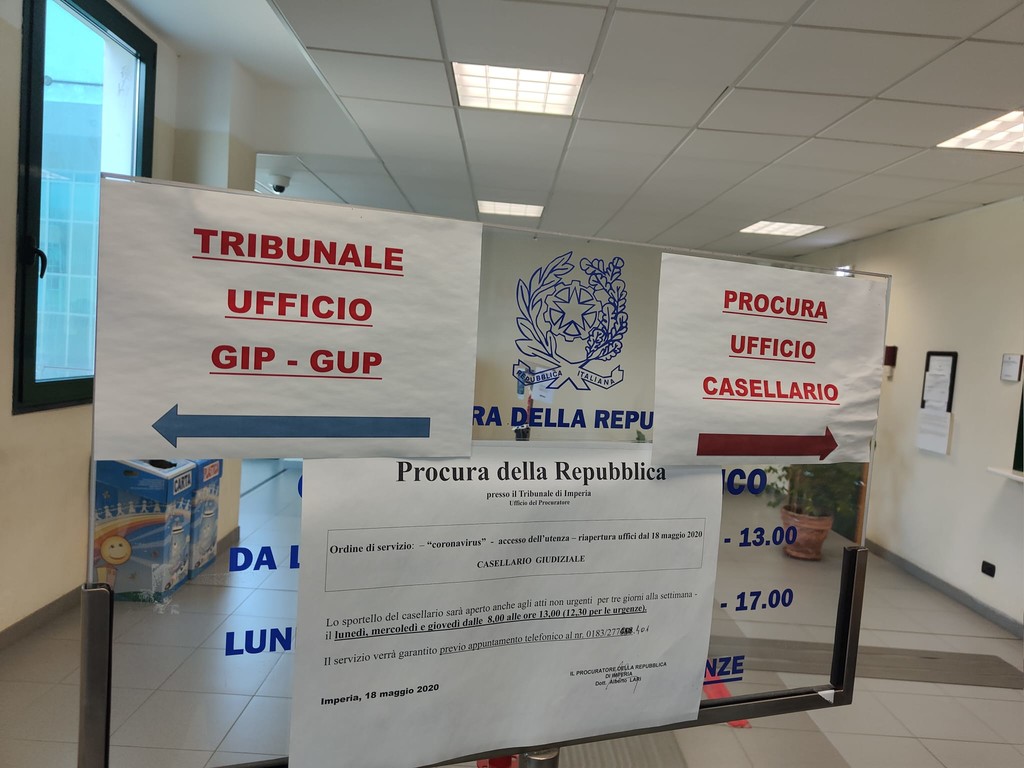 TRIBUNALE
UFFICIO
GIP - GUP
REPUBBLICA ITALIANA
RA DELLA REPU
PROCURA
UFFICIO
CASELLARIO
CARTA
Procura della Repubblica
presso il Tribunale di Imperia
Ufficio del Procuratore
Ordine di servizio: – “coronavirus” - accesso dell’utenza – riapertura uffici dal 18 maggio 2020
CASELLARIO GIUDIZIALE
Lo sportello del casellario sarà aperto anche agli atti non urgenti per tre giorni alla settimana -
il lunedì, mercoledì e giovedì dalle 8,00 alle ore 13,00 (12,30 per le urgenze).
Il servizio verrà garantito previo appuntamento telefonico al nr.
Imperia, 18 maggio 2020
IL PROCURATORE DELLA REPUBBLICA
DI IMPERIA
Dott. Alberto LARI
ICO
DA L
- 13.00
LUN
- 17.00
NZE